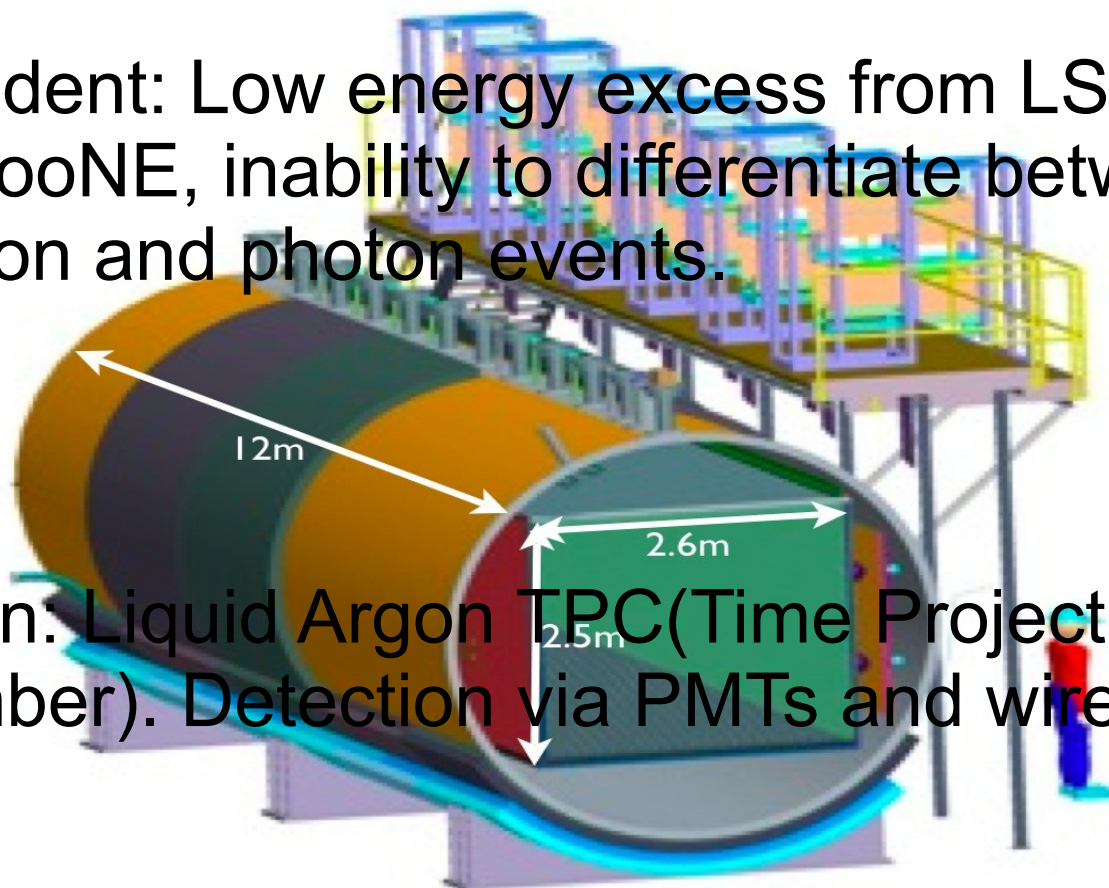 dent: Low energy excess from LS
ooNE, inability to differentiate betw
on and photon events.
12m
2.6m
n: Liquid Argon TPC(Time Project
2.5m
ber). Detection via PMTs and wire